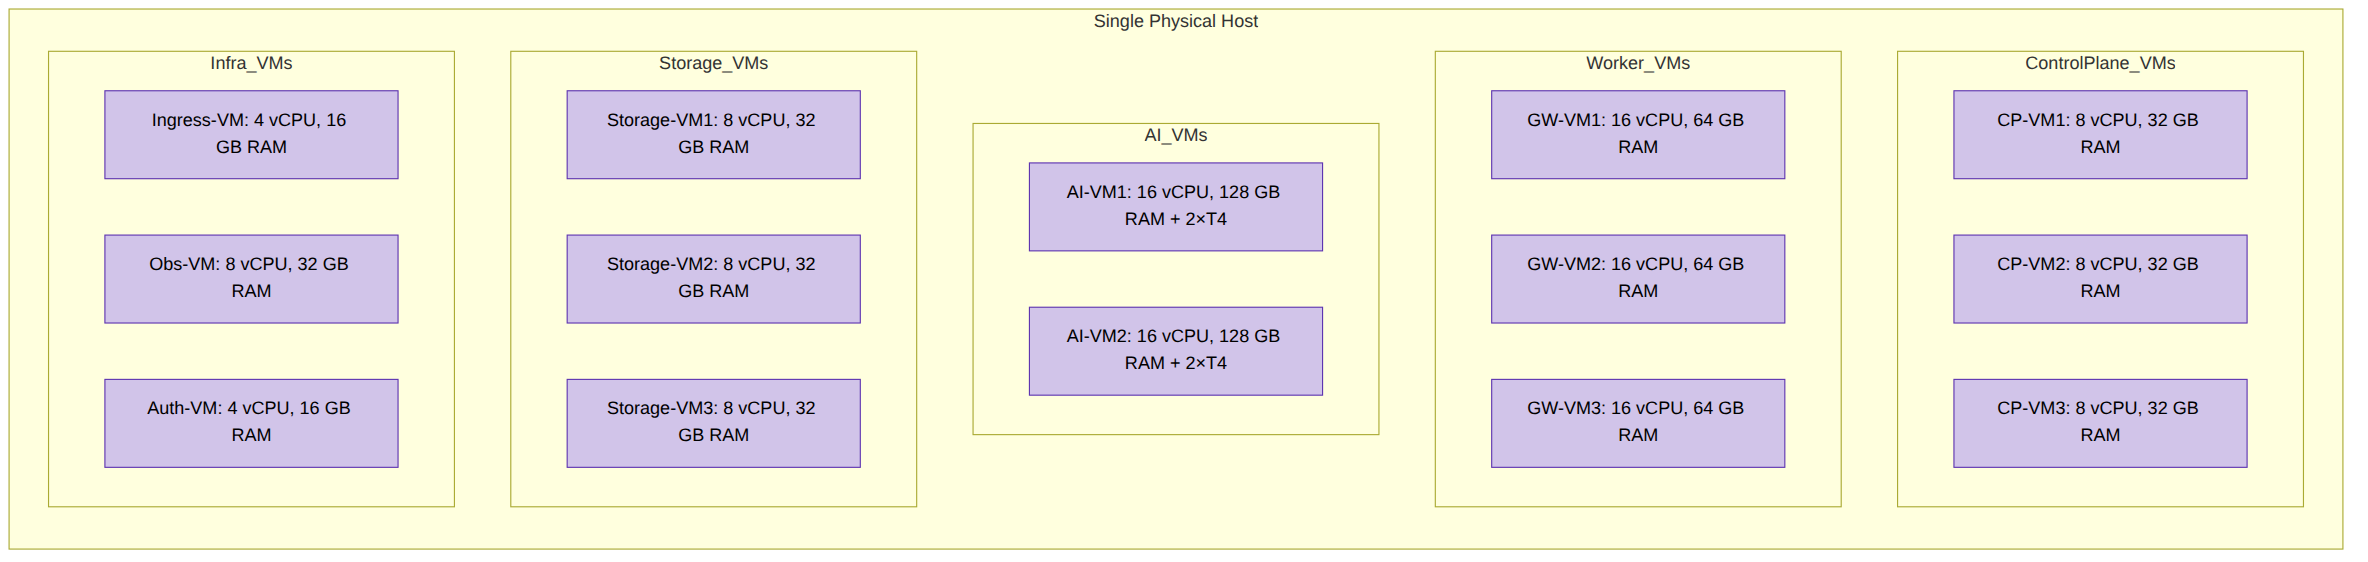 Single Physical Host
Infra_VMs
Ingress-VM: 4 vCPU, 16
GB RAM
Obs-VM: 8 vCPU, 32 GB
RAM
Auth-VM: 4 vCPU, 16 GB
RAM
Storage_VMs
Storage-VM1: 8 vCPU, 32
GB RAM
Storage-VM2: 8 vCPU, 32
GB RAM
Storage-VM3: 8 vCPU, 32
GB RAM
AI_VMs
AI-VM1: 16 vCPU, 128 GB
RAM + 2×T4
AI-VM2: 16 vCPU, 128 GB
RAM + 2×T4
Worker_VMs
GW-VM1: 16 vCPU, 64 GB
RAM
GW-VM2: 16 vCPU, 64 GB
RAM
GW-VM3: 16 vCPU, 64 GB
RAM
ControlPlane_VMs
CP-VM1: 8 vCPU, 32 GB
RAM
CP-VM2: 8 vCPU, 32 GB
RAM
CP-VM3: 8 vCPU, 32 GB
RAM